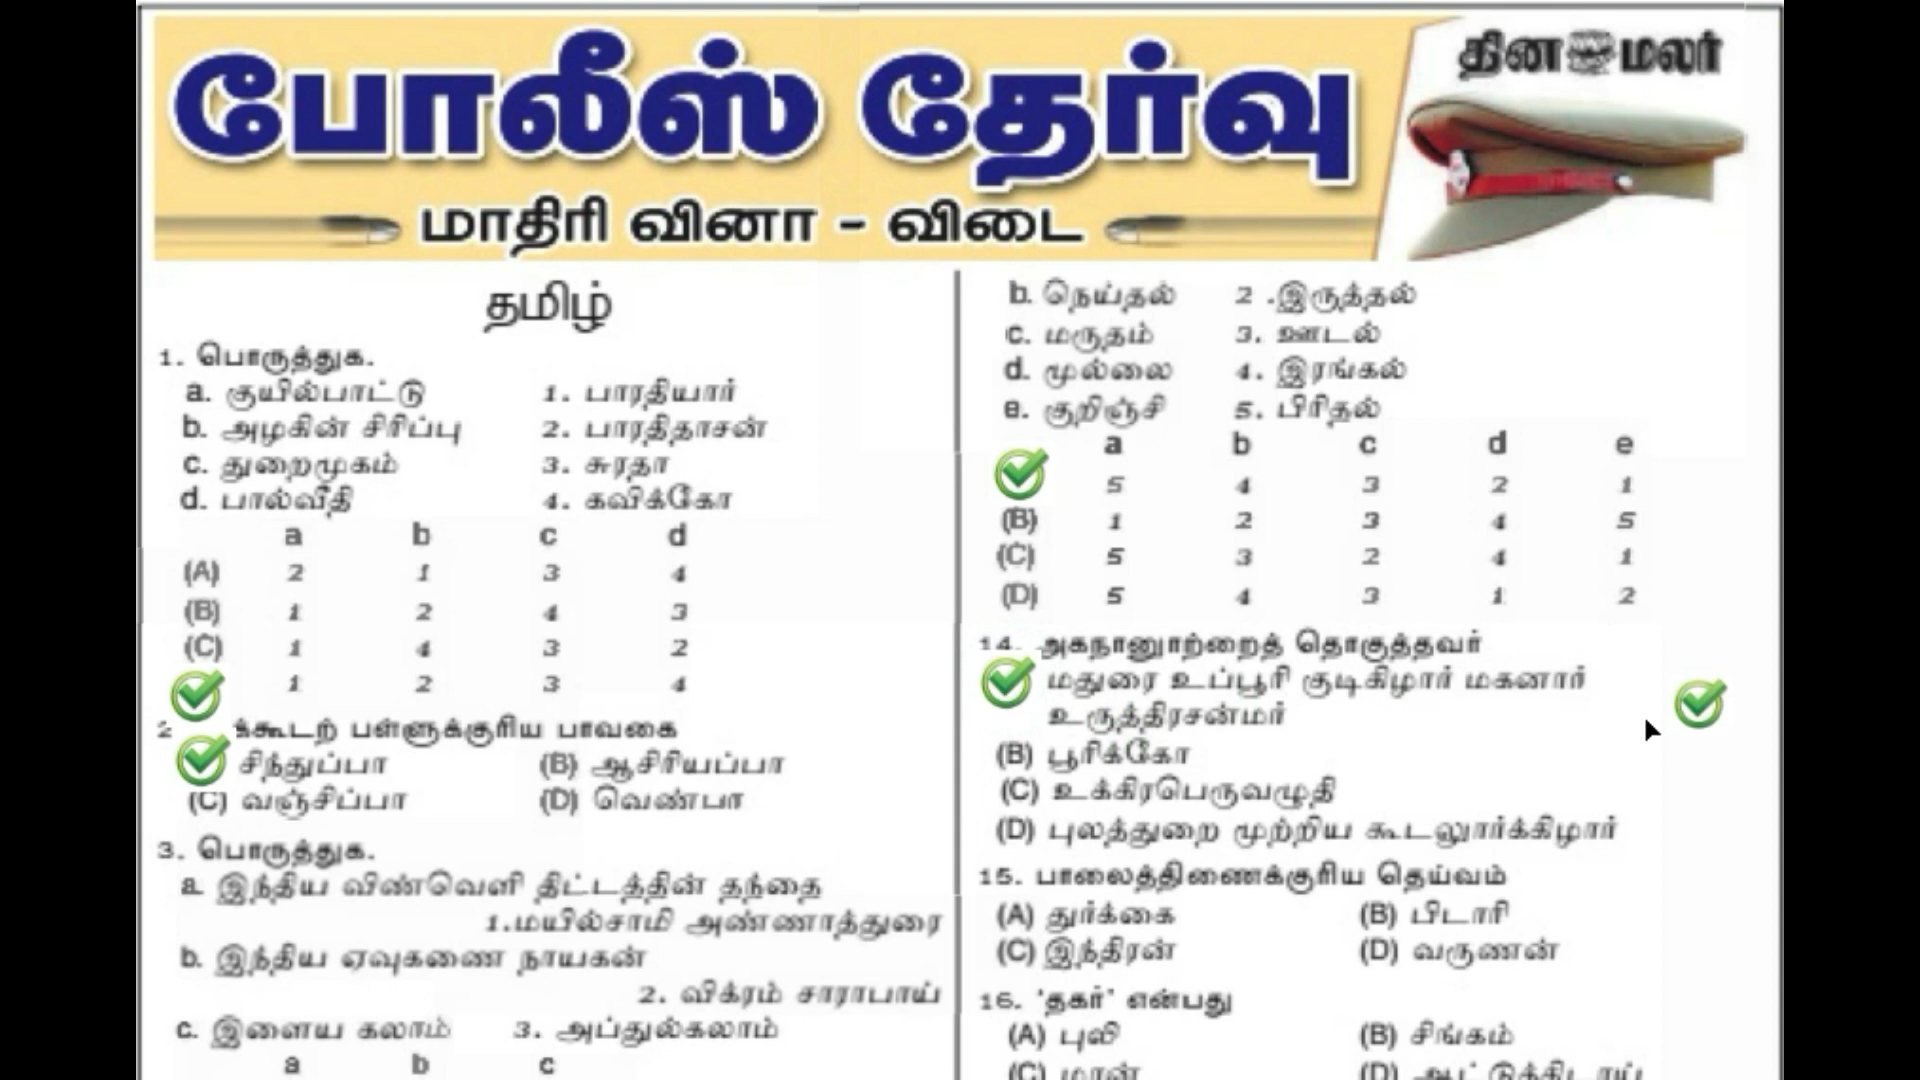 போலீஸ் தேர்வு
தினமலர்
மாதிரி வினா - விடை
தமிழ்
1. பொருத்துக.
a. குயில்பாட்டு 1. பாரதியார்
b. அழகின் சிரிப்பு 2. பாரதிதாசன்
c. துறைமுகம் 3. சுரதா
d. பால்வீதி 4. கவிக்கோ
a b c d
(A) 2 1 3 4
(B) 1 2 4 3
(C) 1 4 3 2
1 2 3 4
2 க்கூடற் பள்ளுக்குரிய பாவகை
சிந்துப்பா (B) ஆசிரியப்பா
(C) வஞ்சிப்பா (D) வெண்பா
3. பொருத்துக.
a. இந்திய விண்வெளி திட்டத்தின் தந்தை
1.மயில்சாமி அண்ணாத்துரை
b. இந்திய ஏவுகணை நாயகன்
2. விக்ரம் சாராபாய்
c. இளைய கலாம் 3. அப்துல்கலாம்
a b c
b. நெய்தல் 2 .இருத்தல்
c. மருதம் 3. ஊடல்
d. முல்லை 4. இரங்கல்
e. குறிஞ்சி 5. பிரிதல்
a b c d e
5 4 3 2 1
(B) 1 2 3 4 5
(C) 5 3 2 4 1
(D) 5 4 3 1 2
14. அகநானூற்றைத் தொகுத்தவர்
மதுரை உப்பூரி குடிகிழார் மகனார்
உருத்திரசன்மர்
(B) பூரிக்கோ
(C) உக்கிரபெருவழுதி
(D) புலத்துறை முற்றிய கூடலூர்க்கிழார்
15. பாலைத்திணைக்குரிய தெய்வம்
(A) துர்க்கை (B) பிடாரி
(C) இந்திரன் (D) வருணன்
16. 'தகர்' என்பது
(A) புலி (B) சிங்கம்
(C) மான் (D) ஆட்டுக்கிடாய்